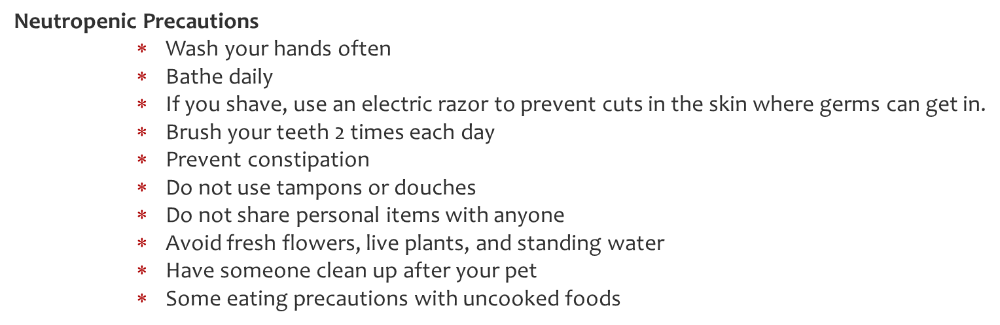 Neutropenic Precautions
* Wash your hands often
* Bathe daily
* If you shave, use an electric razor to prevent cuts in the skin where germs can get in.
* Brush your teeth 2 times each day
* Prevent constipation
* Do not use tampons or douches
* Do not share personal items with anyone
* Avoid fresh flowers, live plants, and standing water
* Have someone clean up after your pet
* Some eating precautions with uncooked foods